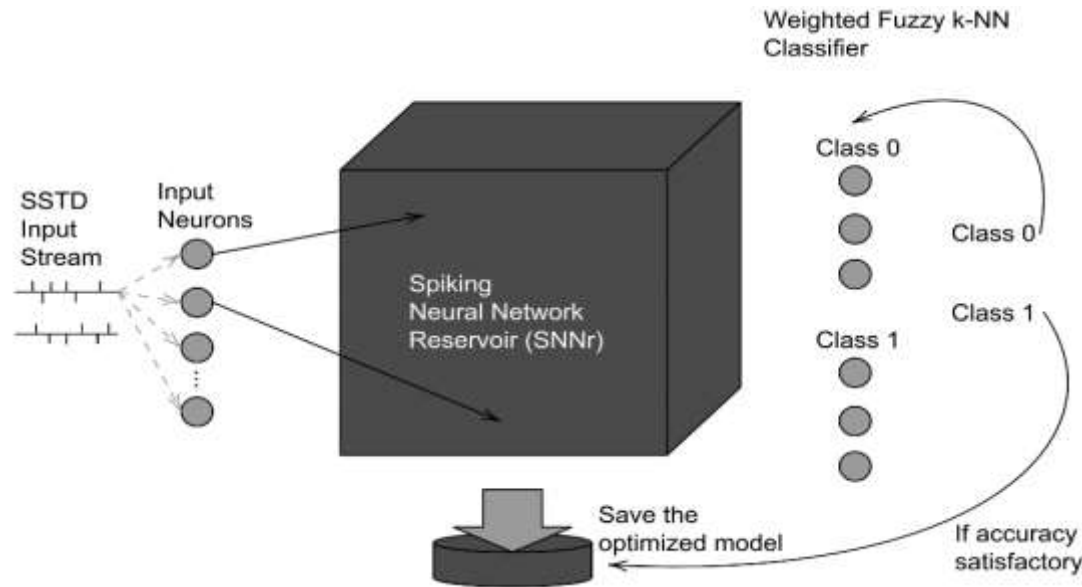 Weighted Fuzzy k-NN
Classifier
SSTD
Input
Stream
Input
Neurons
Spiking
Neural Network
Reservoir (SNNr)
Class 0
Class 0
Class 1
Class 1
Save the
optimized model
If accuracy
satisfactory